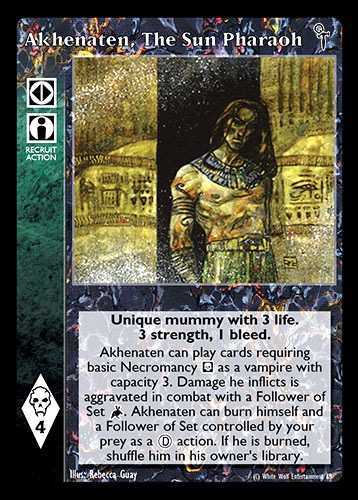 Akhenaten, The Sun Pharaoh
RECRUIT
ACTION
Unique mummy with 3 life.
3 strength, 1 bleed.
Akhenaten can play cards requiring
basic Necromancy as a vampire with
capacity 3. Damage he inflicts is
aggravated in combat with a Follower of
Set. Akhenaten can burn himself and
a Follower of Set controlled by your
prey as a Ⓓ action. If he is burned,
shuffle him in his owner's library.
4
Illus: Rebecca Guay